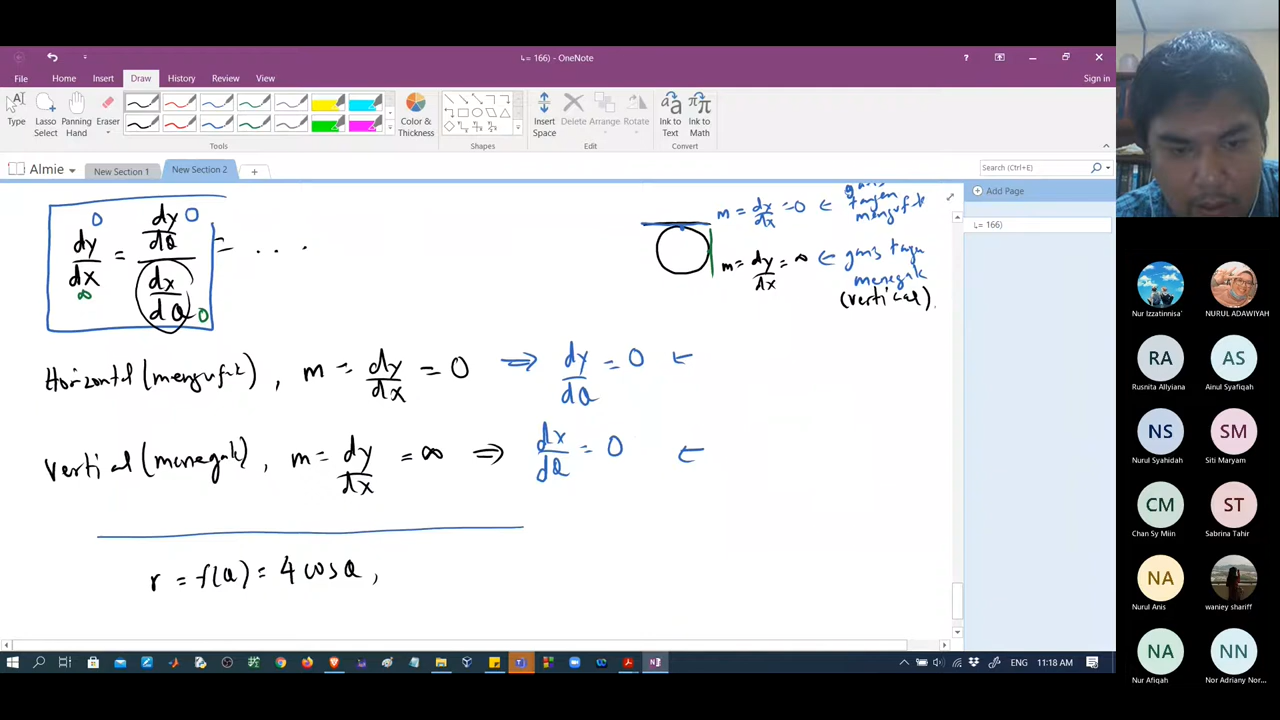 L= 166) - OneNote
Sign in
File Home Insert Draw History Review View
Type
Lasso Select
Panning Hand
Eraser
Color & Thickness
Insert Space
Delete
Arrange
Rotate
Ink to Text
Ink to Math
Tools
Shapes
Edit
Convert
Almie
New Section 1
New Section 2
Search (Ctrl+E)
Add Page
L= 166)
dy/dx = (dy/dθ)/(dx/dθ) = ...
0 0
∞ 0
m = dx/dx = 0 ←
m = dy/dx = ∞ ←
menegak
(vertical).
Horizontal (mengufuk), m = dy/dx = 0 ⇒ dy/dθ = 0 ←
Vertical (menegak), m = dy/dx = ∞ ⇒ dx/dθ = 0 ←
r = f(θ) = 4 cos θ,
ENG 11:18 AM
Nur Izzatinnisa'
NURUL ADAWIYAH
RA
Rusnita Allyiana
AS
Ainul Syafiqah
NS
Nurul Syahidah
SM
Siti Maryam
CM
Chan Sy Miin
ST
Sabrina Tahir
NA
Nurul Anis
waniey shariff
NA
Nur Afiqah
NN
Nor Adriany Nor...